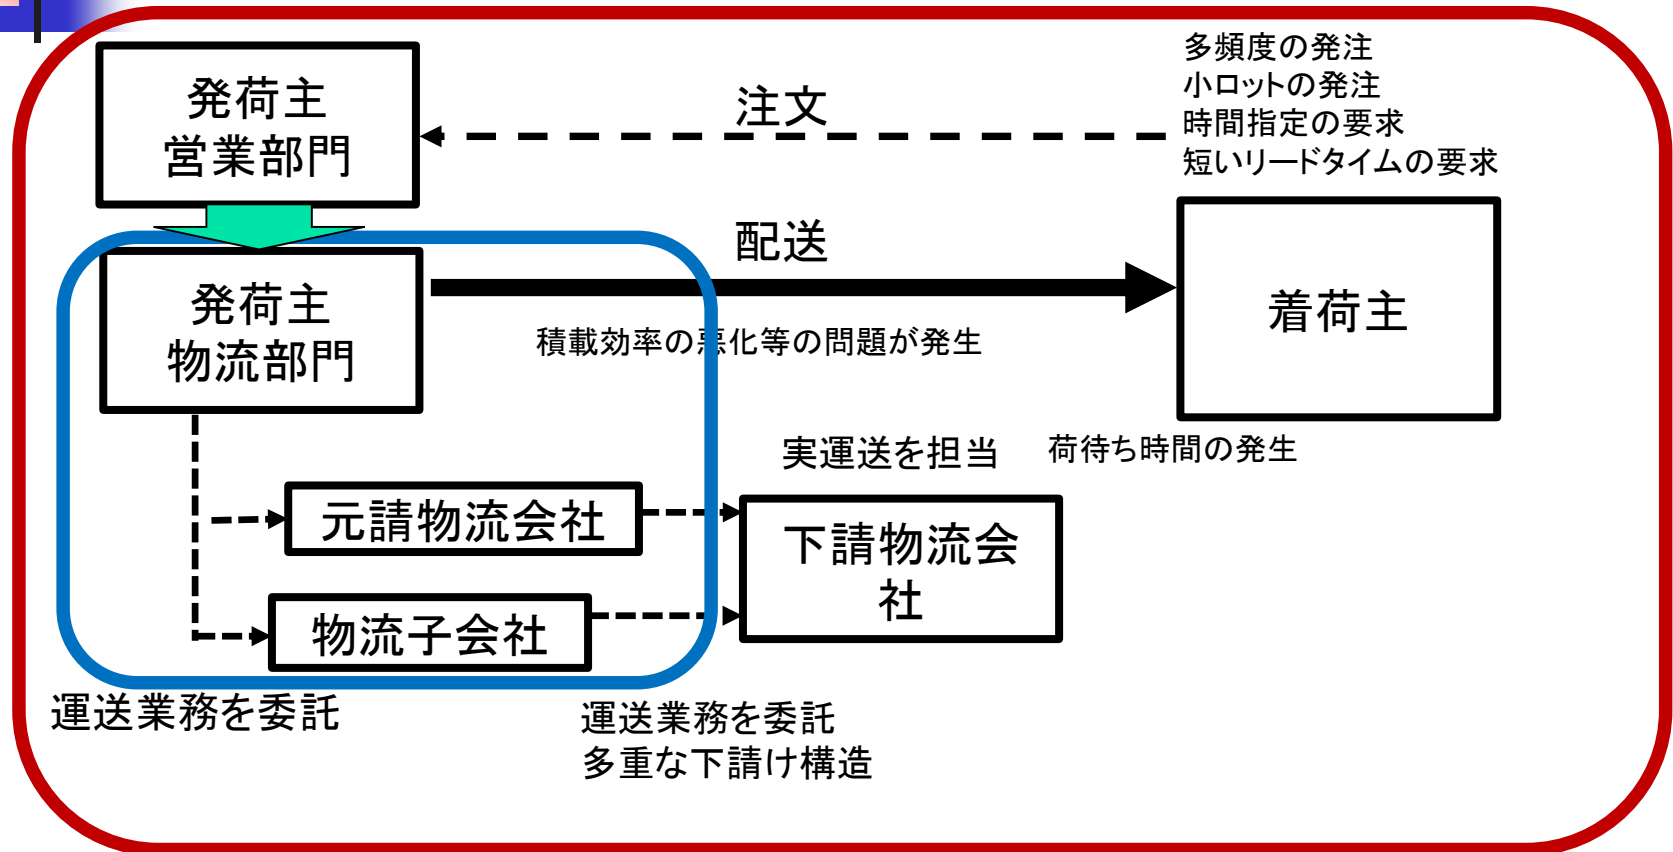 発荷主
営業部門
注文
多頻度の発注
小ロットの発注
時間指定の要求
短いリードタイムの要求
配送
発荷主
物流部門
着荷主
積載効率の悪化等の問題が発生
実運送を担当
荷待ち時間の発生
元請物流会社
下請物流会
社
物流子会社
運送業務を委託
運送業務を委託
多重な下請け構造